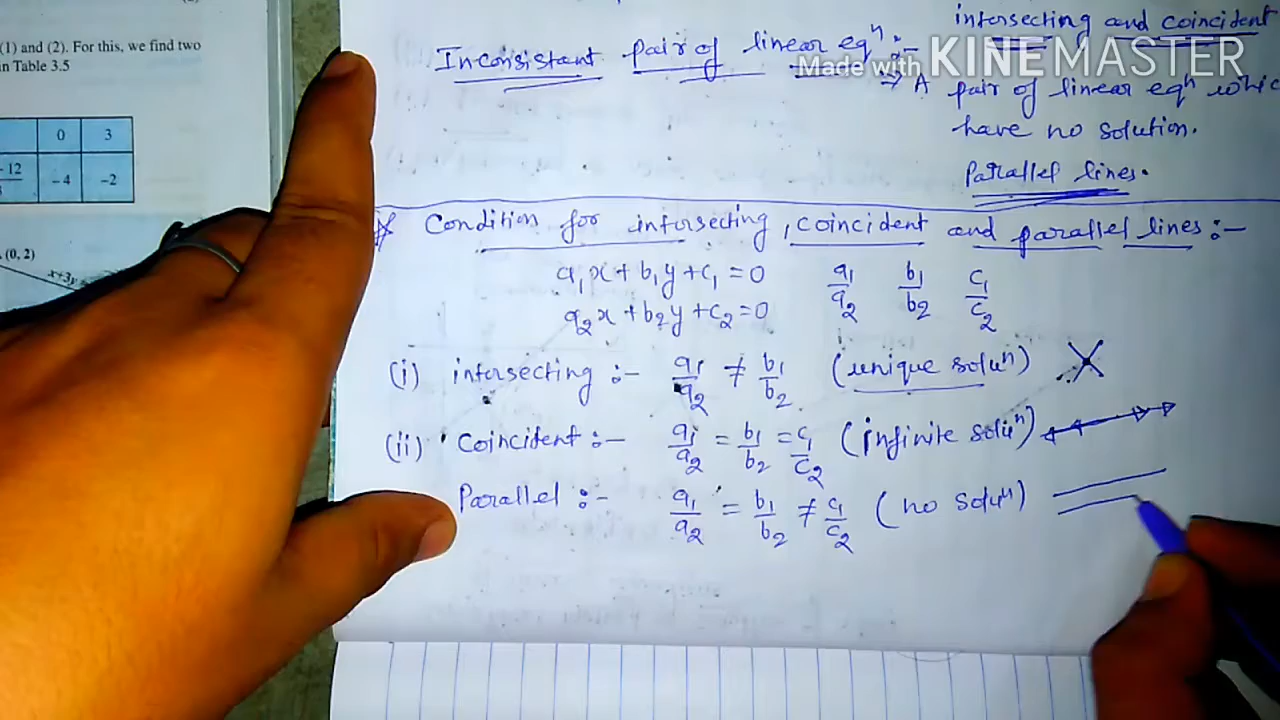 (1) and (2). For this, we find two
in Table 3.5
0 3
-12 -4 -2
(0, 2)
x+3y
intersecting and coincident
Inconsistant pair of linear eqⁿ :-
Made with KINEMASTER
⇒ A pair of linear eqⁿ whic
have no solution.
Parallel lines.
Condition for intersecting, coincident and parallel lines :-
a₁x + b₁y + c₁ = 0 a₁/a₂ b₁/b₂ c₁/c₂
a₂x + b₂y + c₂ = 0
(i) intersecting :- a₁/a₂ ≠ b₁/b₂ (unique soluⁿ)
(ii) Coincident :- a₁/a₂ = b₁/b₂ = c₁/c₂ (infinite soluⁿ)
Parallel :- a₁/a₂ = b₁/b₂ ≠ c₁/c₂ (no soluⁿ)